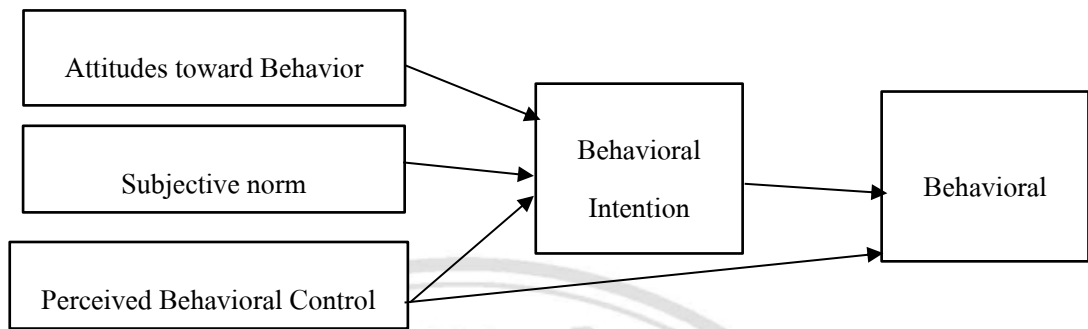 Attitudes toward Behavior
Subjective norm
Perceived Behavioral Control
Behavioral
Intention
Behavioral